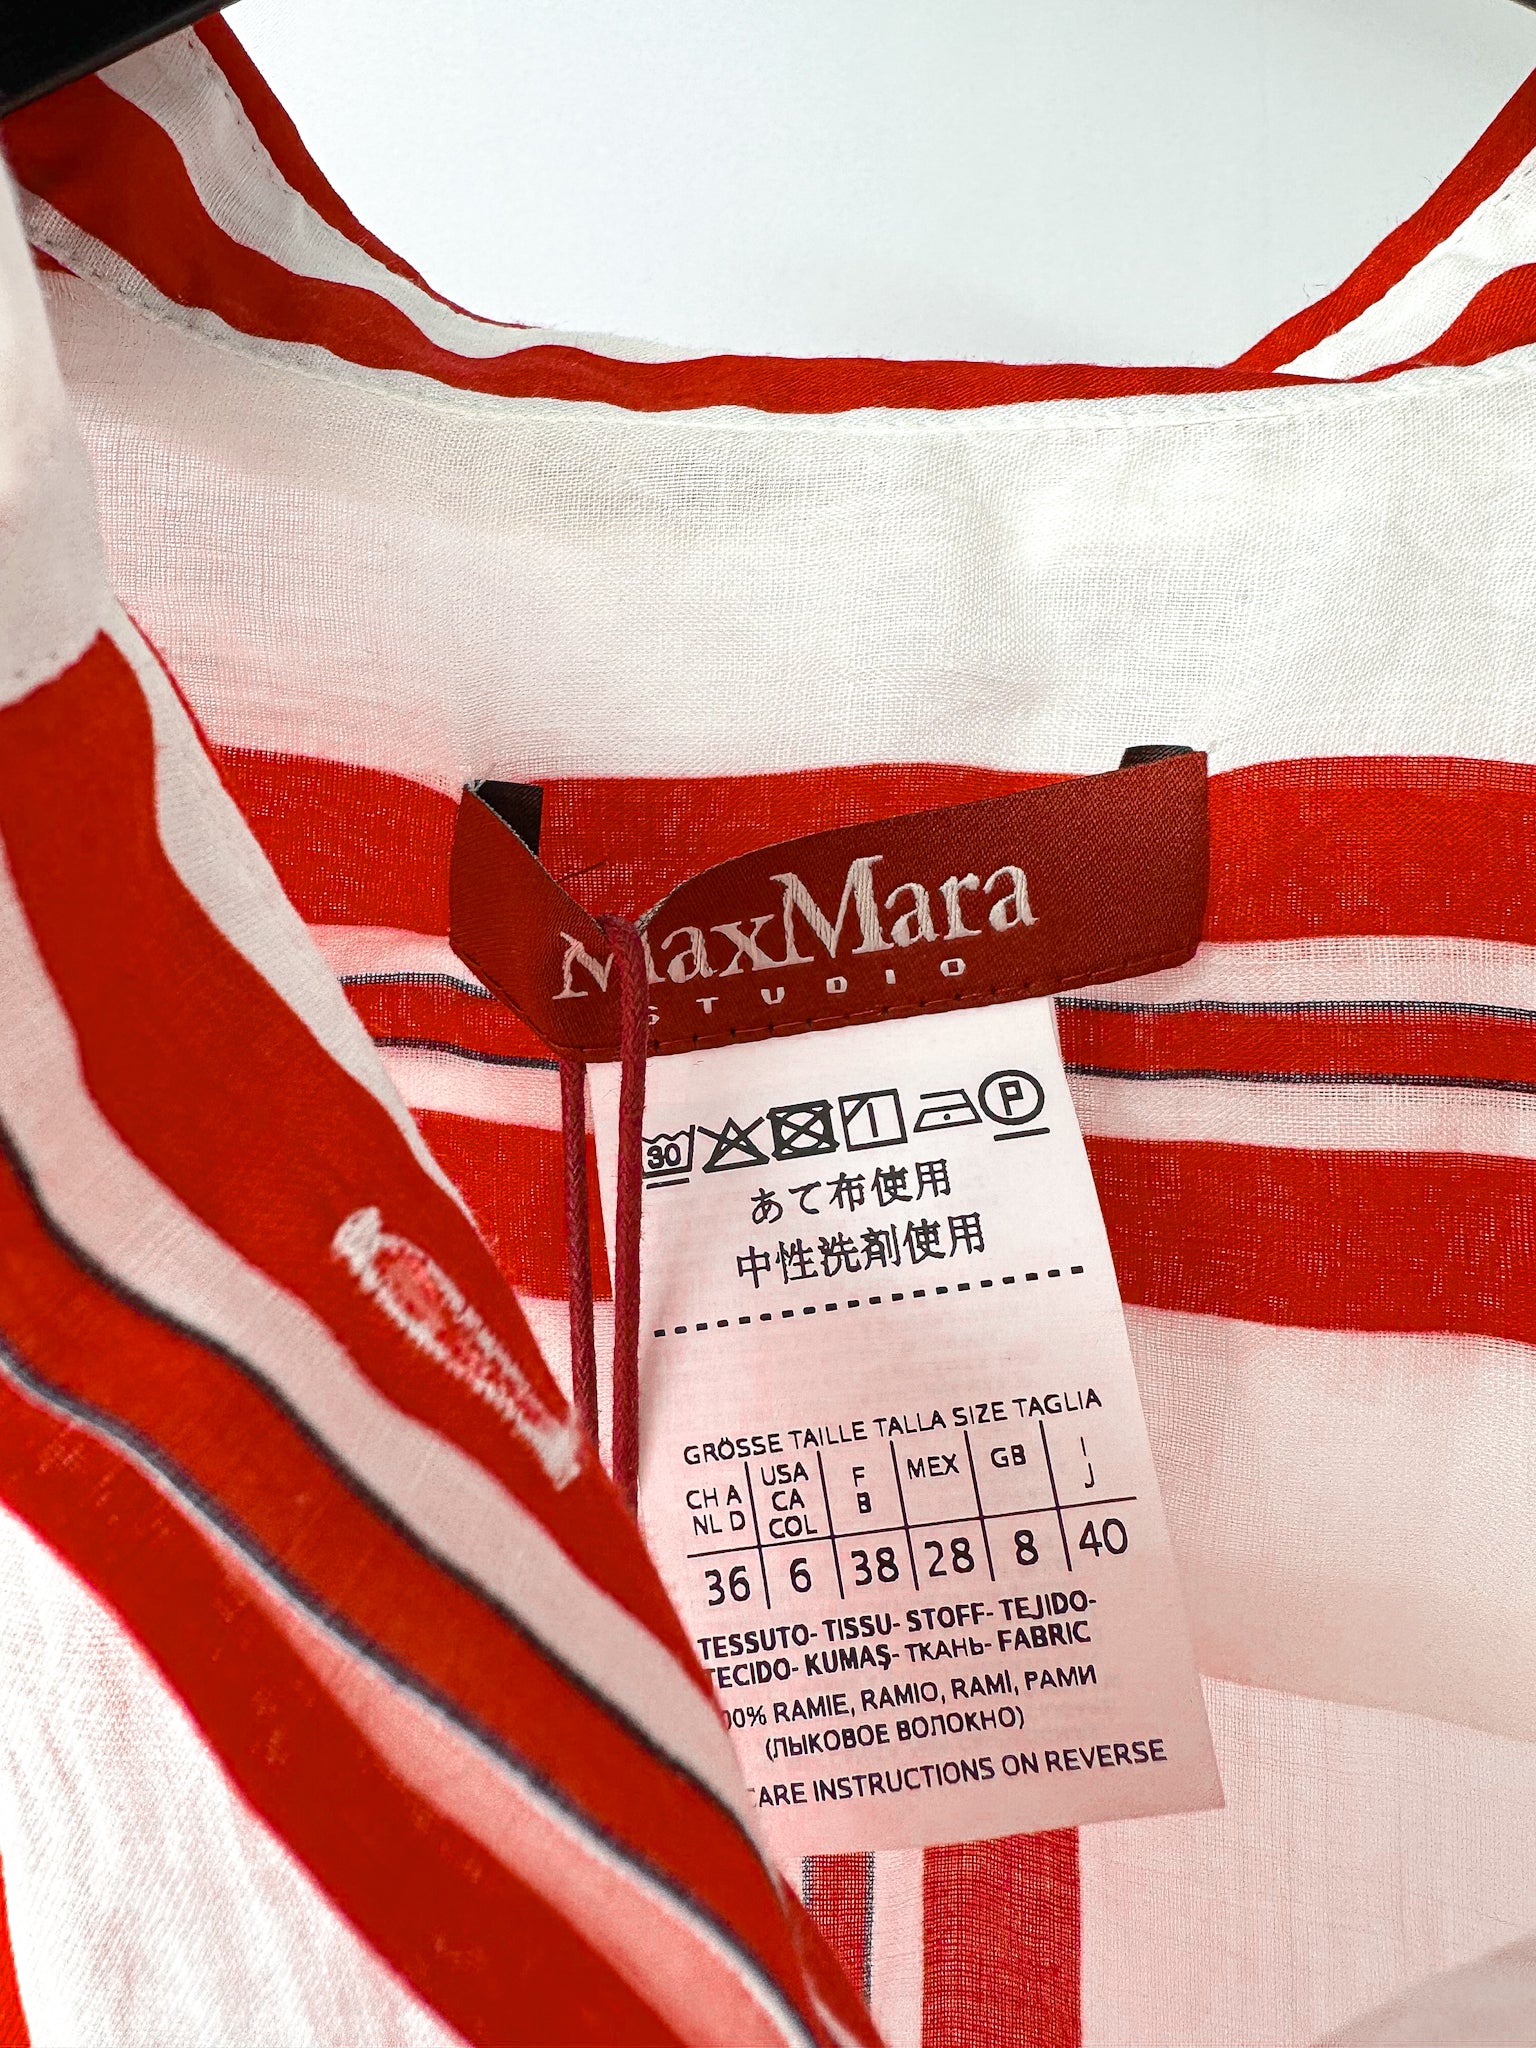 MaxMara
STUDIO
30 P
あて布使用
中性洗剤使用
GRÖSSE TAILLE TALLA SIZE TAGLIA
CH A NL D USA CA COL F B MEX GB I J
36 6 38 28 8 40
TESSUTO- TISSU- STOFF- TEJIDO-
TECIDO- KUMAŞ- ТКАНЬ- FABRIC
100% RAMIE, RAMIO, RAMÍ, РАМИ
(ЛЫКОВОЕ ВОЛОКНО)
CARE INSTRUCTIONS ON REVERSE